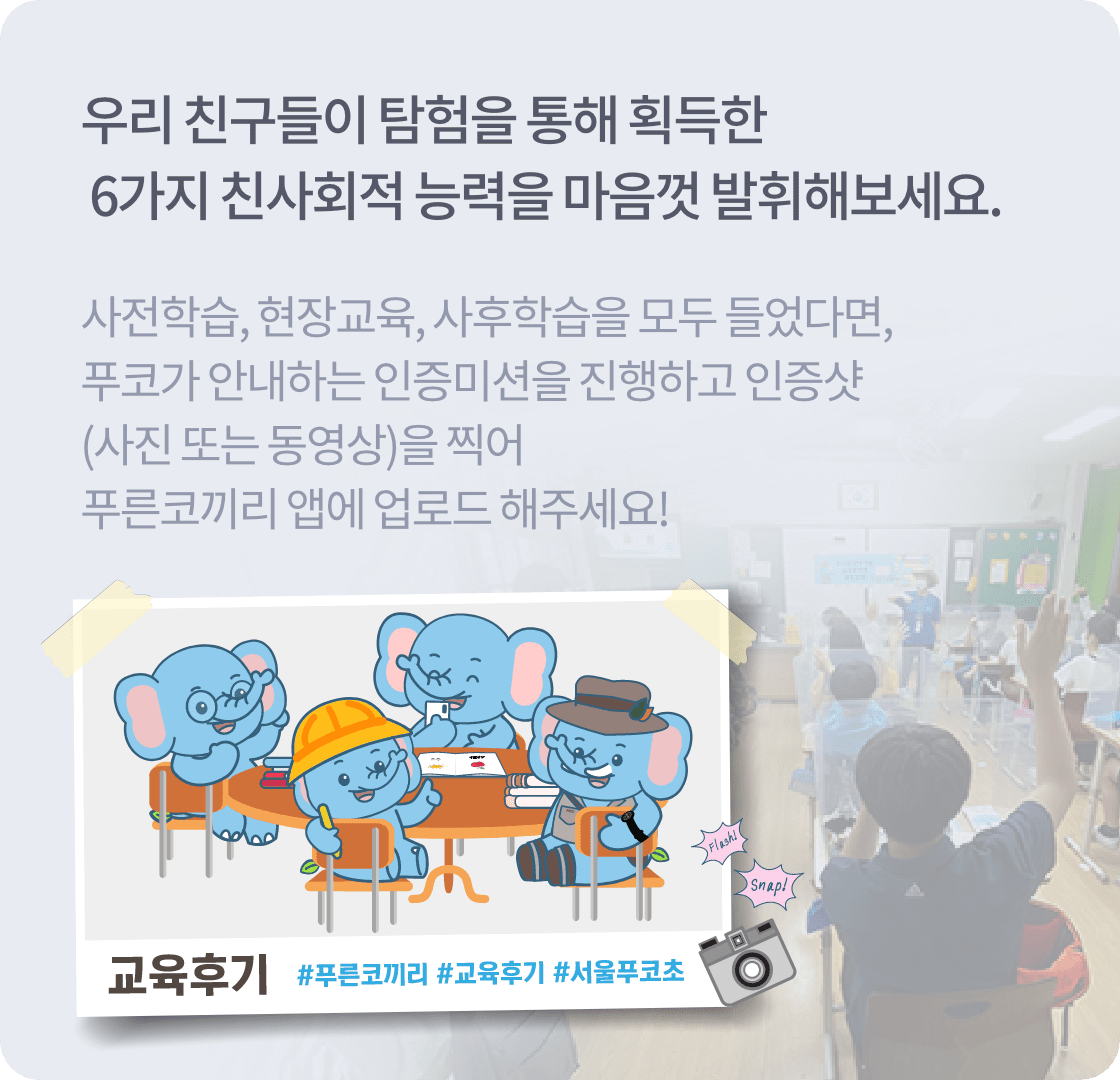 우리 친구들이 탐험을 통해 획득한
6가지 친사회적 능력을 마음껏 발휘해보세요.
사전학습, 현장교육, 사후학습을 모두 들었다면,
푸코가 안내하는 인증미션을 진행하고 인증샷
(사진 또는 동영상)을 찍어
푸른코끼리 앱에 업로드 해주세요!
Flash!
Snap!
교육후기 #푸른코끼리 #교육후기 #서울푸코초